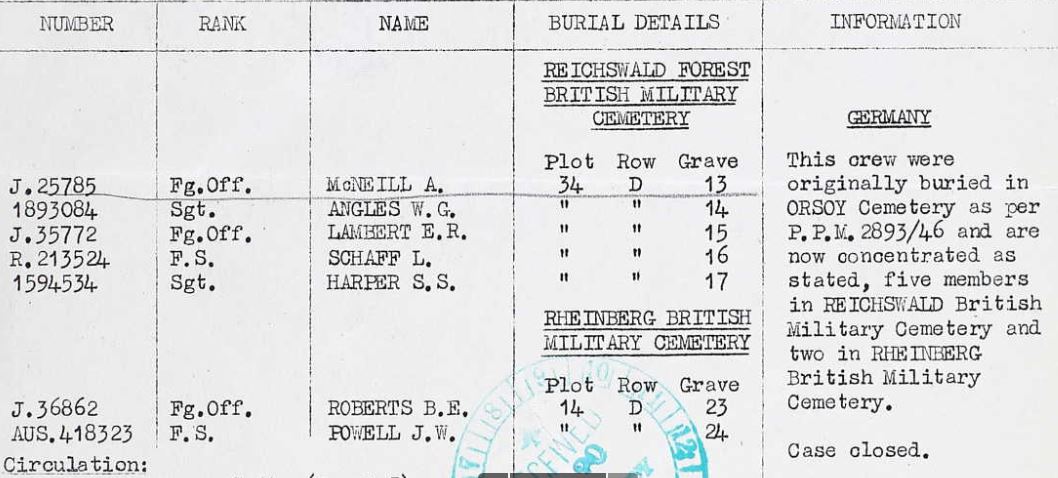 NUMBER RANK NAME BURIAL DETAILS INFORMATION
REICHSWALD FOREST
BRITISH MILITARY
CEMETERY
Plot Row Grave
J.25785 Fg.Off. McNEILL A. 34 D 13
1893084 Sgt. ANGLES W.G. " " 14
J.35772 Fg.Off. LAMBERT E.R. " " 15
R.213524 F.S. SCHAFF L. " " 16
1594534 Sgt. HARPER S.S. " " 17
RHEINBERG BRITISH
MILITARY CEMETERY
Plot Row Grave
J.36862 Fg.Off. ROBERTS B.E. 14 D 23
AUS.418323 F.S. POWELL J.W. " " 24
GERMANY
This crew were
originally buried in
ORSOY Cemetery as per
P.P.M.2893/46 and are
now concentrated as
stated, five members
in REICHSWALD British
Military Cemetery and
two in RHEINBERG
British Military
Cemetery.
Case closed.
Circulation: